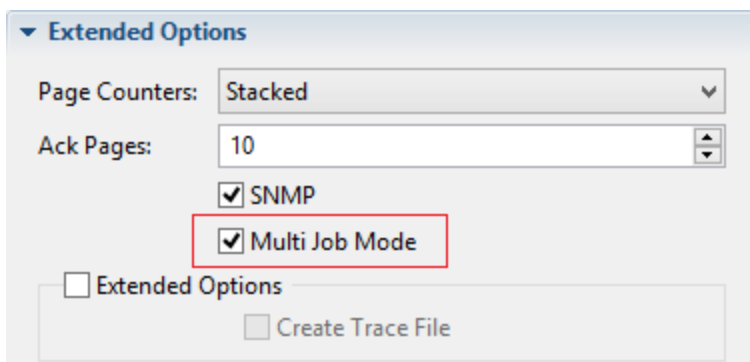 Extended Options
Page Counters: Stacked
Ack Pages: 10
SNMP
Multi Job Mode
Extended Options
Create Trace File